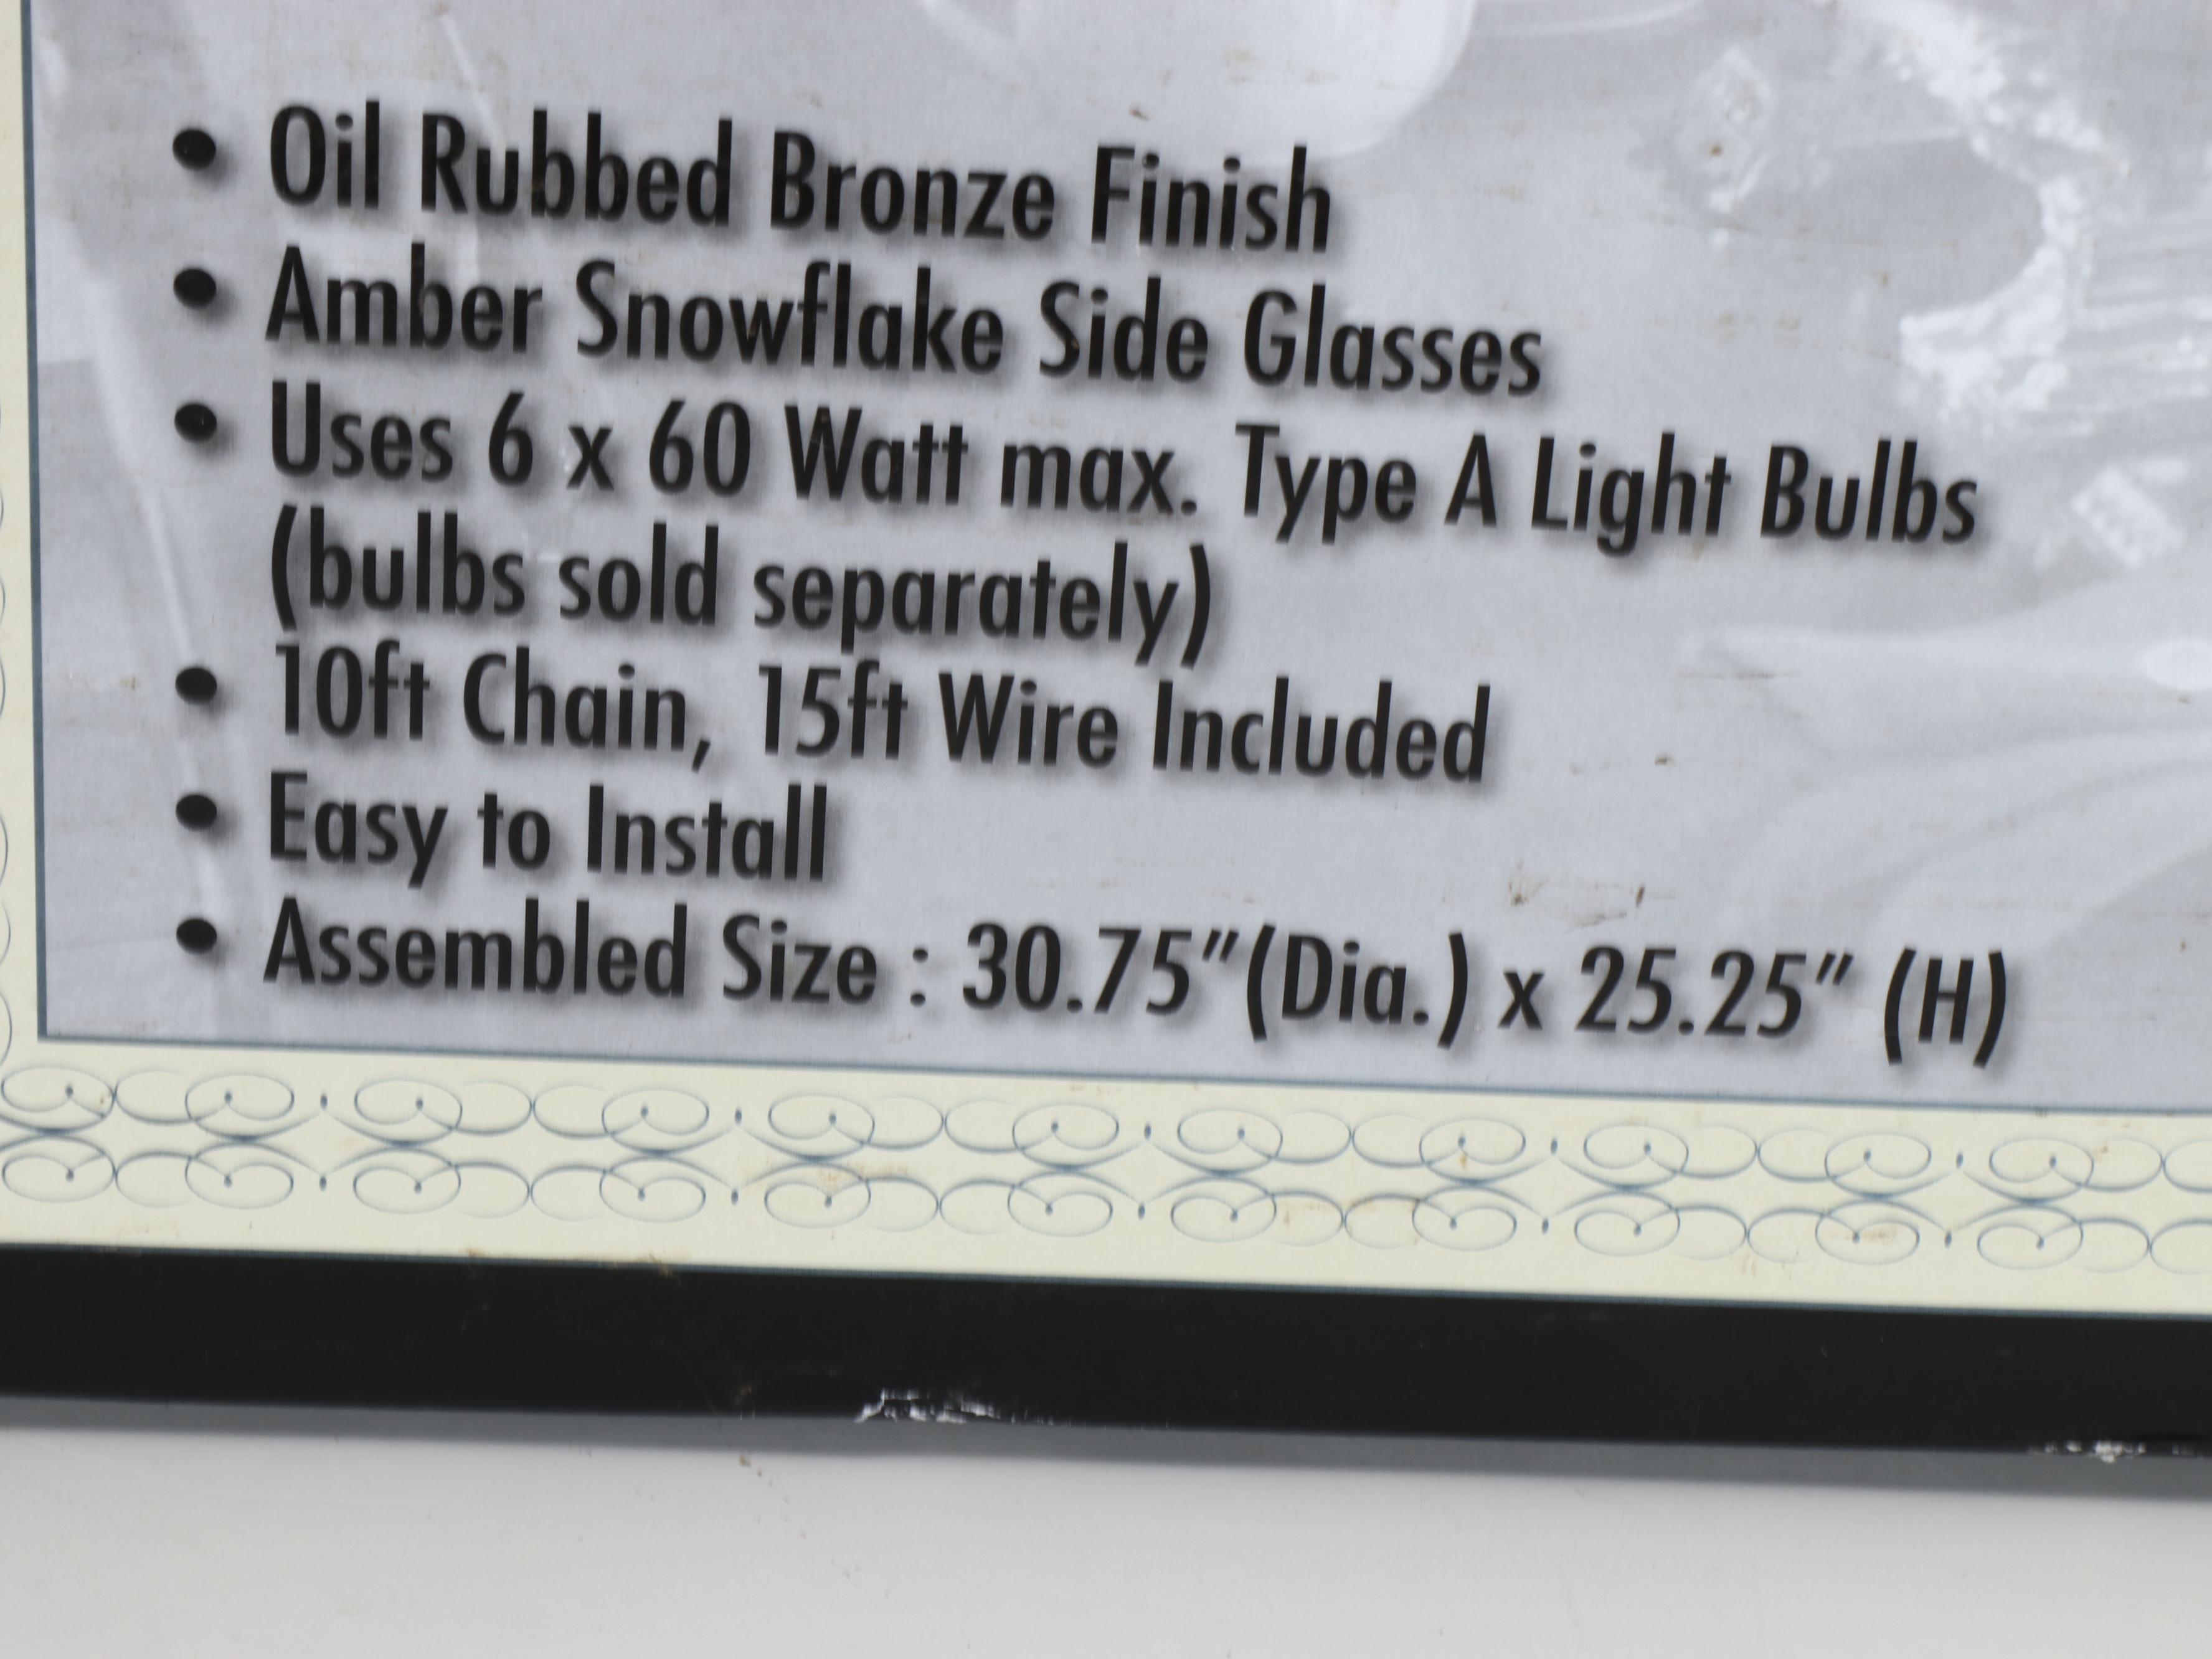 • Oil Rubbed Bronze Finish
• Amber Snowflake Side Glasses
• Uses 6 x 60 Watt max. Type A Light Bulbs
(bulbs sold separately)
• 10ft Chain, 15ft Wire Included
• Easy to Install
• Assembled Size : 30.75"(Dia.) x 25.25" (H)